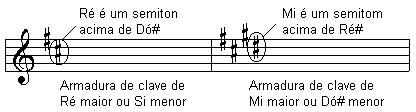 Ré é um semiton
acima de Dó#
Mi é um semitom
acima de Ré#
Armadura de clave de
Ré maior ou Si menor
Armadura de clave de
Mi maior ou Dó# menor